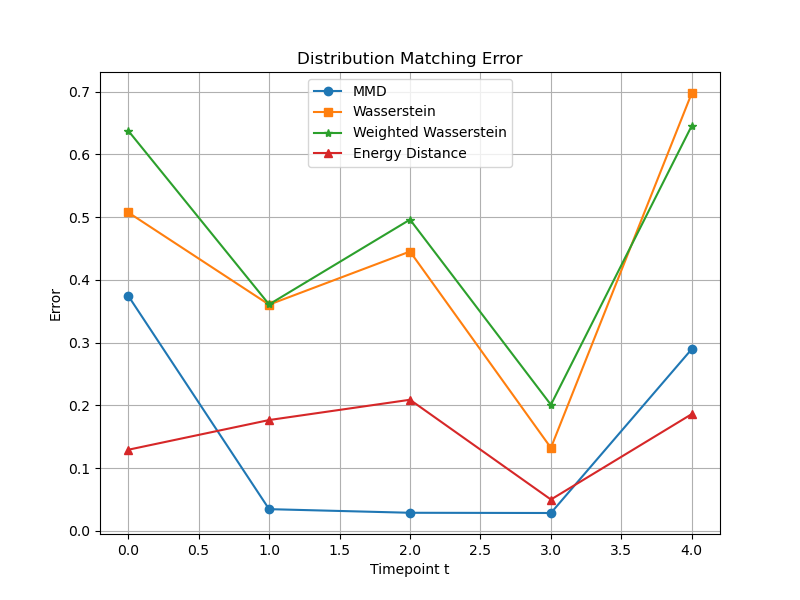 Distribution Matching Error
MMD
Wasserstein
Weighted Wasserstein
Energy Distance
Error
0.7
0.6
0.5
0.4
0.3
0.2
0.1
0.0
0.0 0.5 1.0 1.5 2.0 2.5 3.0 3.5 4.0
Timepoint t